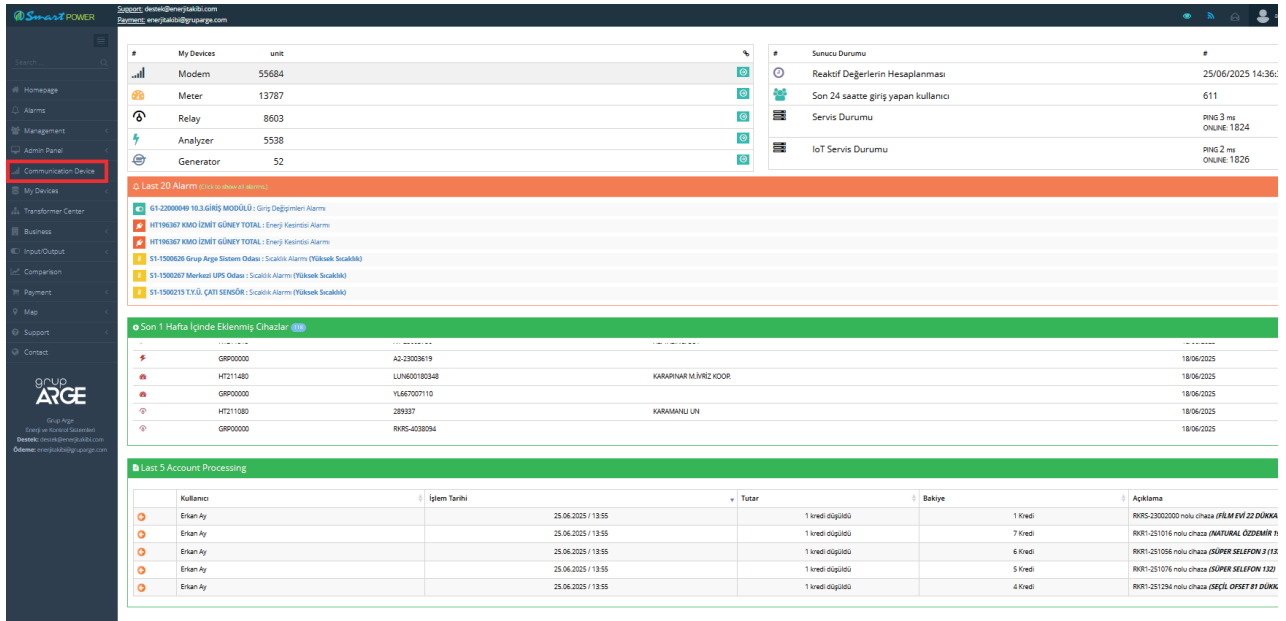 Smart POWER
Support: destek@enerjitakibi.com
Payment: enerjitakibi@gruparge.com
Search...
Homepage
Alarms
Management
Admin Panel
Communication Device
My Devices
Transformer Center
Business
Input/Output
Comparison
Payment
Map
Support
Contact
grup
ARGE
Grup Arge
Enerji ve Kontrol Sistemleri
Destek: destek@enerjitakibi.com
Ödeme: enerjitakibi@gruparge.com
# My Devices unit
Modem 55684
Meter 13787
Relay 8603
Analyzer 5538
Generator 52
# Sunucu Durumu #
Reaktif Değerlerin Hesaplanması 25/06/2025 14:36:
Son 24 saatte giriş yapan kullanıcı 611
Servis Durumu PING 3 ms
ONLINE: 1824
IoT Servis Durumu PING 2 ms
ONLINE: 1826
Last 20 Alarm (Click to show all alarms.)
G1-22000049 10.3.GİRİŞ MODÜLÜ : Giriş Değişimleri Alarmı
HT196367 KMO İZMİT GÜNEY TOTAL : Enerji Kesintisi Alarmı
HT196367 KMO İZMİT GÜNEY TOTAL : Enerji Kesintisi Alarmı
S1-1500626 Grup Arge Sistem Odası : Sıcaklık Alarmı (Yüksek Sıcaklık)
S1-1500267 Merkezi UPS Odası : Sıcaklık Alarmı (Yüksek Sıcaklık)
S1-1500215 T.Y.Ü. ÇATI SENSÖR : Sıcaklık Alarmı (Yüksek Sıcaklık)
Son 1 Hafta İçinde Eklenmiş Cihazlar 118
GRP00000 A2-23003619 18/06/2025
HT211480 LUN600180348 KARAPINAR M.İVRİZ KOOP. 18/06/2025
GRP00000 YL667007110 18/06/2025
HT211080 289337 KARAMANLI UN 18/06/2025
GRP00000 RKRS-4038094 18/06/2025
Last 5 Account Processing
Kullanıcı İşlem Tarihi Tutar Bakiye Açıklama
Erkan Ay 25.06.2025 / 13:55 1 kredi düşüldü 1 Kredi RKRS-23002000 nolu cihaza (FİLM EVİ 22 DÜKKA
Erkan Ay 25.06.2025 / 13:55 1 kredi düşüldü 7 Kredi RKR1-251016 nolu cihaza (NATURAL ÖZDEMİR 1
Erkan Ay 25.06.2025 / 13:55 1 kredi düşüldü 6 Kredi RKR1-251056 nolu cihaza (SÜPER SELEFON 3 (13
Erkan Ay 25.06.2025 / 13:55 1 kredi düşüldü 5 Kredi RKR1-251076 nolu cihaza (SÜPER SELEFON 132)
Erkan Ay 25.06.2025 / 13:55 1 kredi düşüldü 4 Kredi RKR1-251294 nolu cihaza (SEÇİL OFSET 81 DÜKK